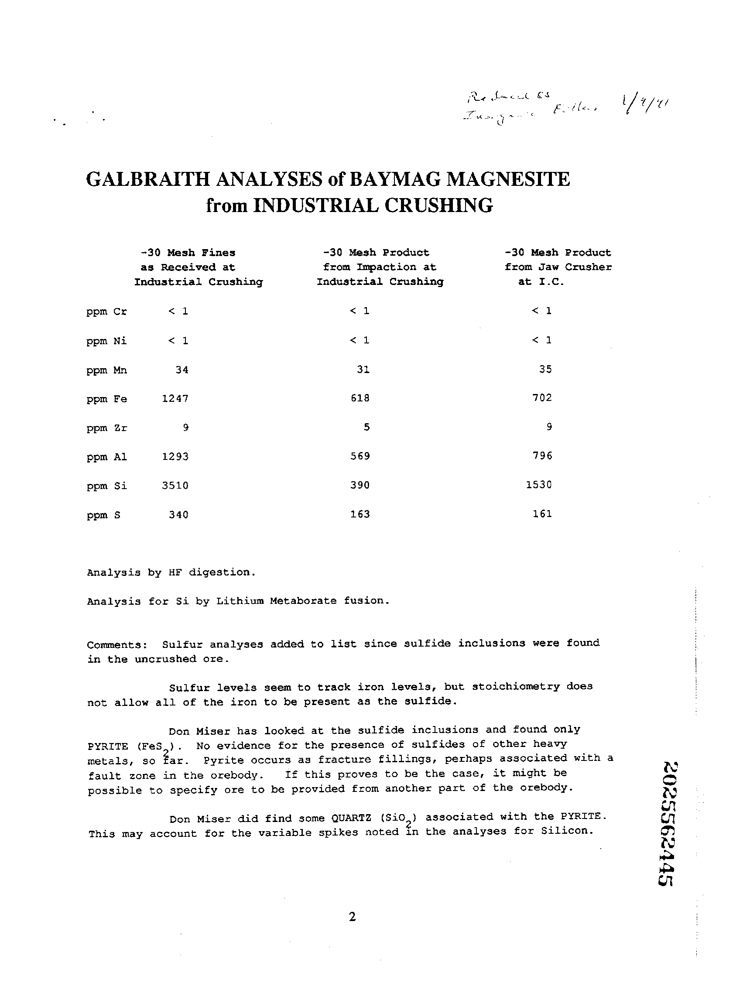 GALBRAITH ANALYSES of BAYMAG MAGNESITE
from INDUSTRIAL CRUSHING
-30 Mesh Fines -30 Mesh Product -30 Mesh Product
as Received at from Impaction at from Jaw Crusher
Industrial Crushing Industrial Crushing at I.C.
ppm Cr < 1 < 1 < 1
ppm Ni < 1 < 1 < 1
ppm Mn 34 31 35
ppm Fe 1247 618 702
ppm Zr 9 5 9
ppm Al 1293 569 796
ppm Si 3510 390 1530
ppm S 340 163 161
Analysis by HF digestion.
Analysis for Si by Lithium Metaborate fusion.
Comments: Sulfur analyses added to list since sulfide inclusions were found
in the uncrushed ore.
Sulfur levels seem to track iron levels, but stoichiometry does
not allow all of the iron to be present as the sulfide.
Don Miser has looked at the sulfide inclusions and found only
PYRITE (FeS2). No evidence for the presence of sulfides of other heavy
metals, so far. Pyrite occurs as fracture fillings, perhaps associated with a
fault zone in the orebody. If this proves to be the case, it might be
possible to specify ore to be provided from another part of the orebody.
Don Miser did find some QUARTZ (SiO2) associated with the PYRITE.
This may account for the variable spikes noted in the analyses for Silicon.
2
2025562445